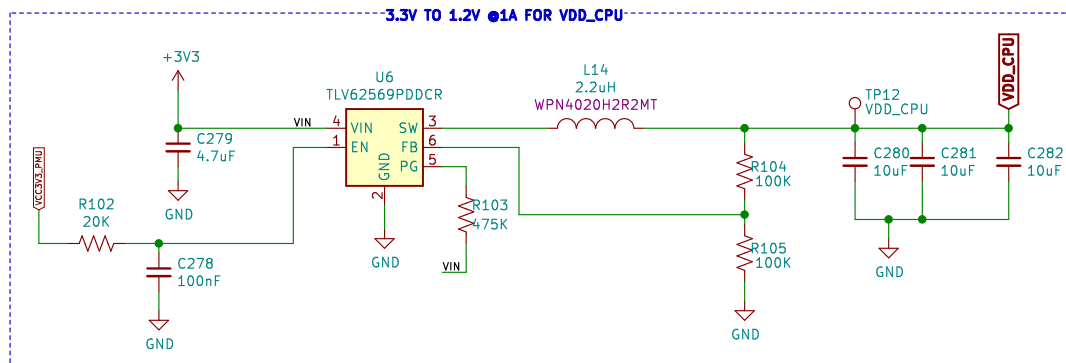 3.3V TO 1.2V @1A FOR VDD_CPU
+3V3
U6
TLV62569PDDCR
L14
2.2uH
WPN4020H2R2MT
TP12
VDD_CPU
VDD_CPU
VIN
4
VIN
SW
3
1
EN
FB
6
PG
5
GND
2
C279
4.7uF
GND
VCC3V3_PMU
R102
20K
C278
100nF
GND
R103
475K
VIN
GND
R104
100K
R105
100K
GND
C280
10uF
C281
10uF
C282
10uF
GND